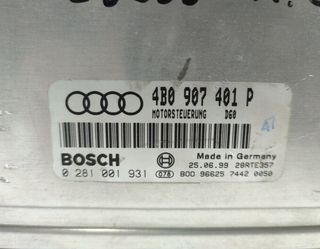 4B0 907 401 P
MOTORSTEUERUNG D60
BOSCH
Made in Germany
25.06.99 28RTE357
0 281 001 931 078 800 96625 7442 0050